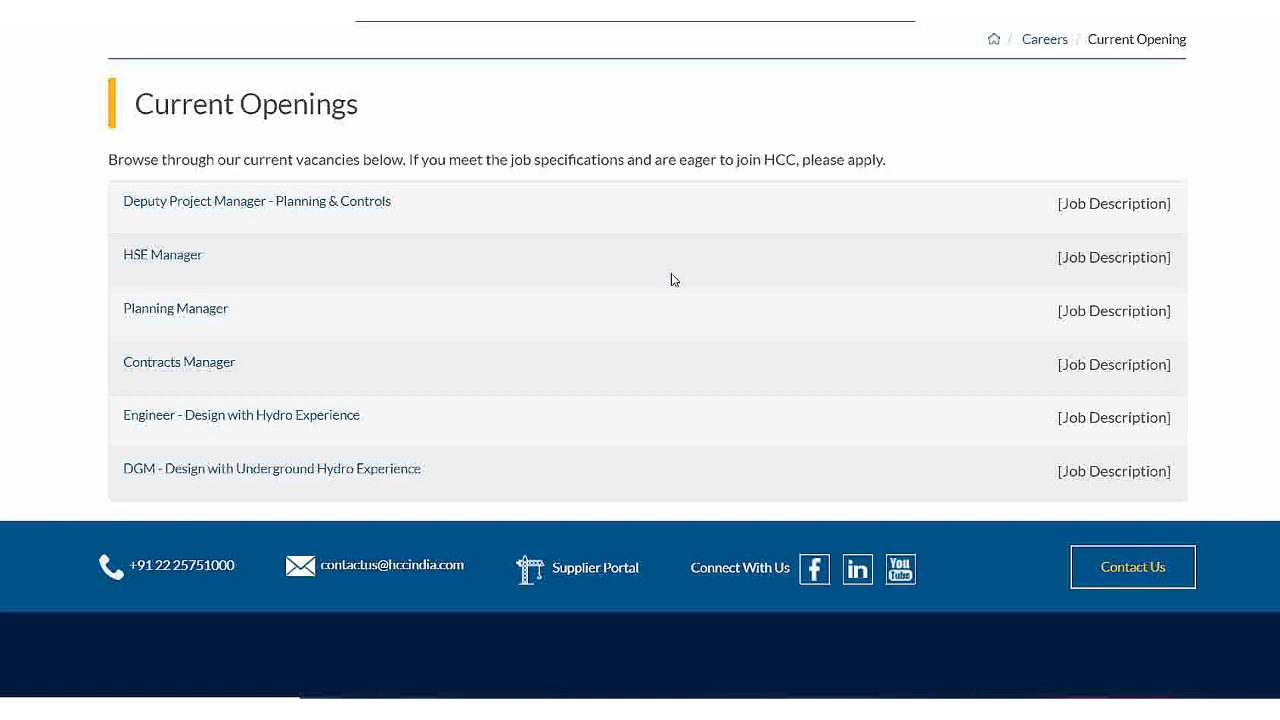 / Careers / Current Opening
Current Openings
Browse through our current vacancies below. If you meet the job specifications and are eager to join HCC, please apply.
Deputy Project Manager - Planning & Controls [Job Description]
HSE Manager [Job Description]
Planning Manager [Job Description]
Contracts Manager [Job Description]
Engineer - Design with Hydro Experience [Job Description]
DGM - Design with Underground Hydro Experience [Job Description]
+91 22 25751000 contactus@hccindia.com Supplier Portal Connect With Us f in You Tube Contact Us